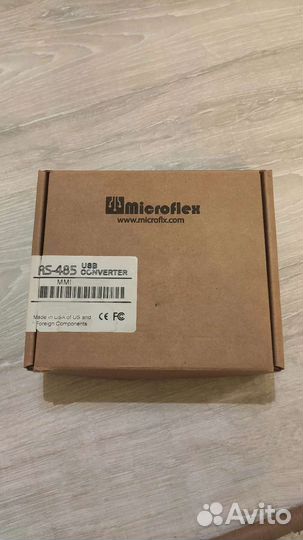 Microflex
www.microflx.com
RS-485 USB CONVERTER
MMI
Made in USA of US and
Foreign Components
CE FC
Avito